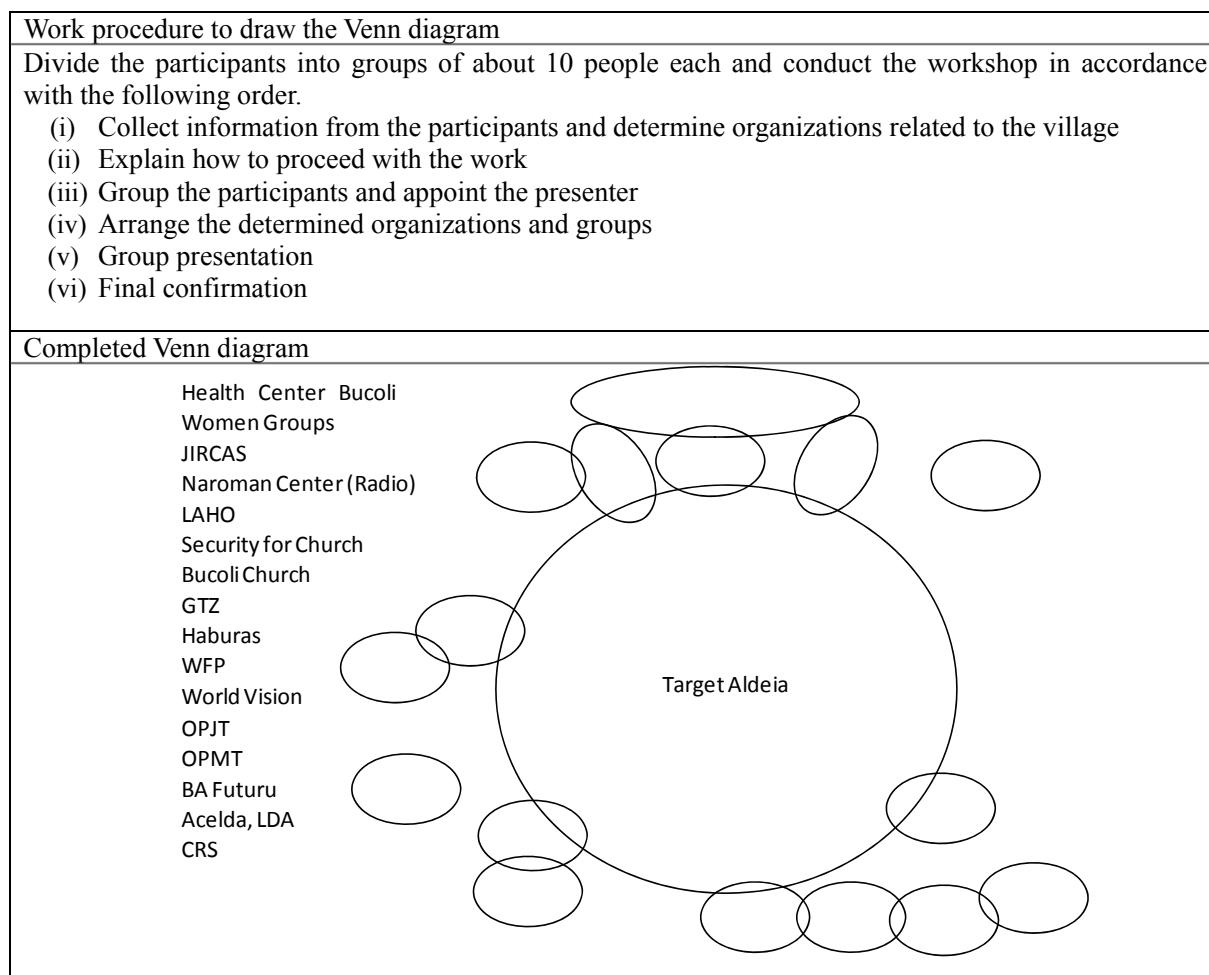 Work procedure to draw the Venn diagram
Divide the participants into groups of about 10 people each and conduct the workshop in accordance
with the following order.
(i) Collect information from the participants and determine organizations related to the village
(ii) Explain how to proceed with the work
(iii) Group the participants and appoint the presenter
(iv) Arrange the determined organizations and groups
(v) Group presentation
(vi) Final confirmation
Completed Venn diagram
Health Center Bucoli
Women Groups
JIRCAS
Naroman Center (Radio)
LAHO
Security for Church
Bucoli Church
GTZ
Haburas
WFP
World Vision
OPJT
OPMT
BA Futuru
Acelda, LDA
CRS
Target Aldeia